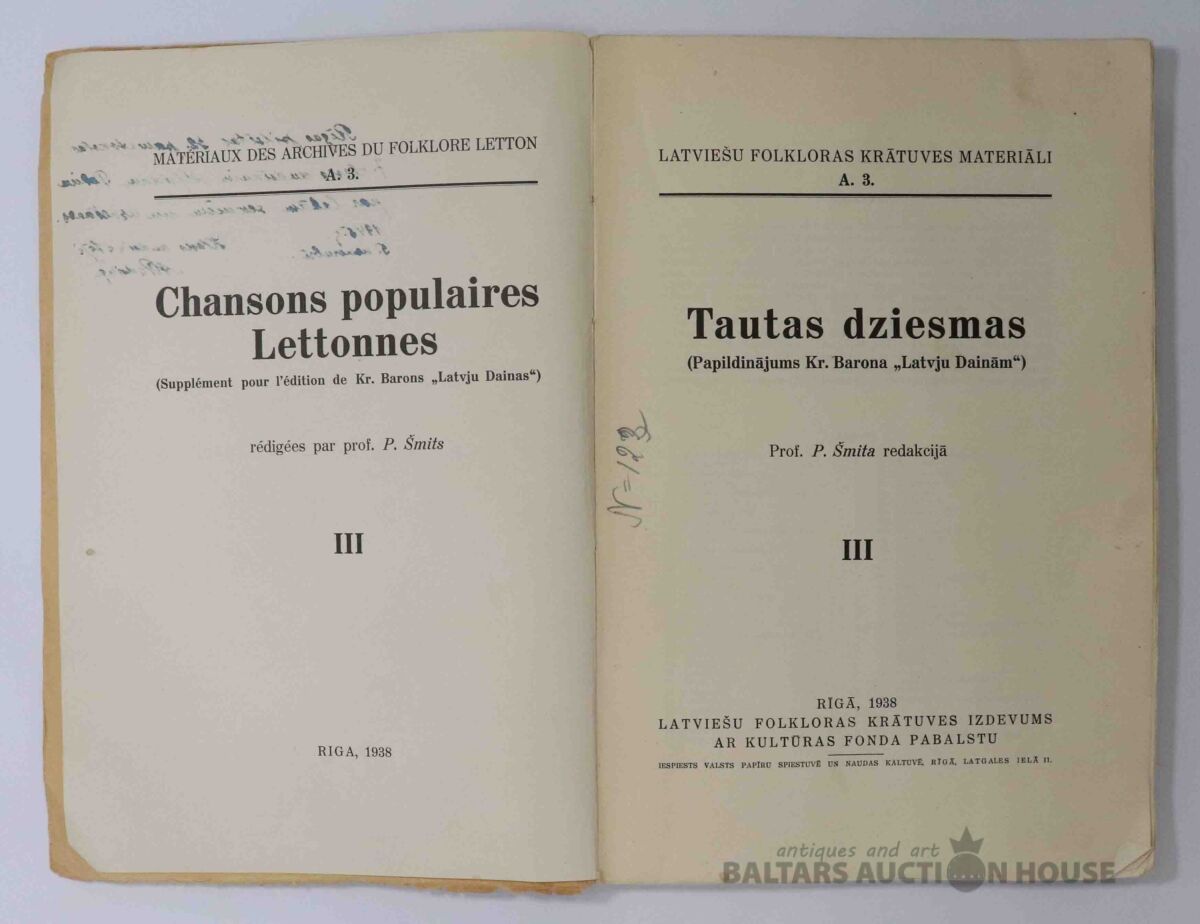 MATÉRIAUX DES ARCHIVES DU FOLKLORE LETTON
A. 3.
Chansons populaires
Lettonnes
(Supplément pour l'édition de Kr. Barons „Latvju Dainas“)
rédigées par prof. P. Šmits
III
RIGA, 1938
LATVIEŠU FOLKLORAS KRĀTUVES MATERIĀLI
A. 3.
Tautas dziesmas
(Papildinājums Kr. Barona „Latvju Dainām“)
Prof. P. Šmita redakcijā
III
RĪGĀ, 1938
LATVIEŠU FOLKLORAS KRĀTUVES IZDEVUMS
AR KULTŪRAS FONDA PABALSTU
IESPIESTS VALSTS PAPĪRU SPIESTUVĒ UN NAUDAS KALTUVĒ, RĪGĀ, LATGALES IELĀ 11.
antiques and art
BALTARS AUCTION HOUSE